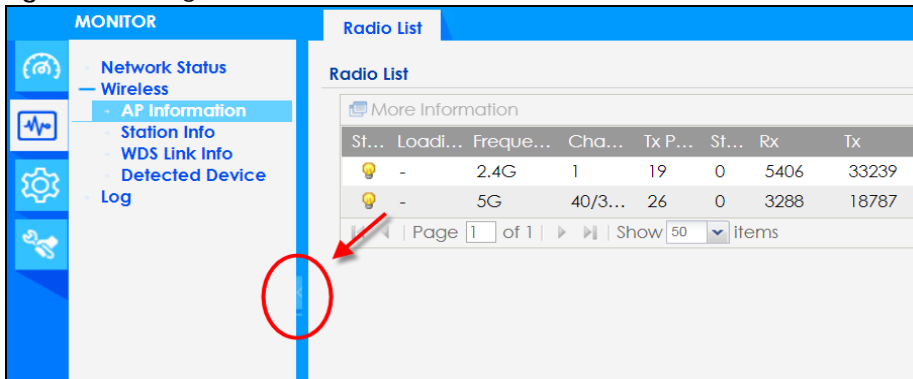 MONITOR
Network Status
Wireless
AP Information
Station Info
WDS Link Info
Detected Device
Log
Radio List
Radio List
More Information
St... Loadi... Freque... Cha... Tx P... St... Rx Tx
- 2.4G 1 19 0 5406 33239
- 5G 40/3... 26 0 3288 18787
Page 1 of 1 Show 50 items